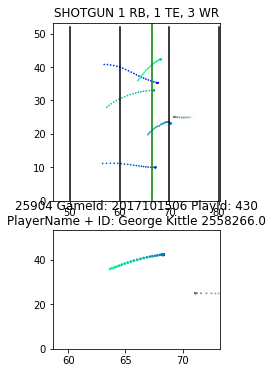 SHOTGUN 1 RB, 1 TE, 3 WR
50
40
30
20
10
0
50 60 70 80
25904 GameId: 2017101506 PlayId: 430
PlayerName + ID: George Kittle 2558266.0
40
20
0
60 65 70